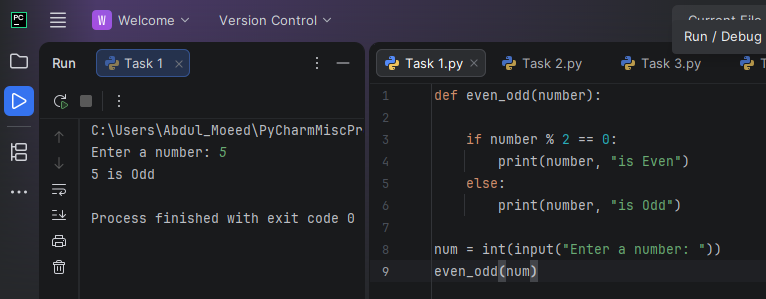 PC
W Welcome Version Control Current File
Run / Debug
Run Task 1
C:\Users\Abdul_Moeed\PyCharmMiscPr
Enter a number: 5
5 is Odd
Process finished with exit code 0
Task 1.py Task 2.py Task 3.py
1 def even_odd(number):
2
3 if number % 2 == 0:
4 print(number, "is Even")
5 else:
6 print(number, "is Odd")
7
8 num = int(input("Enter a number: "))
9 even_odd(num)